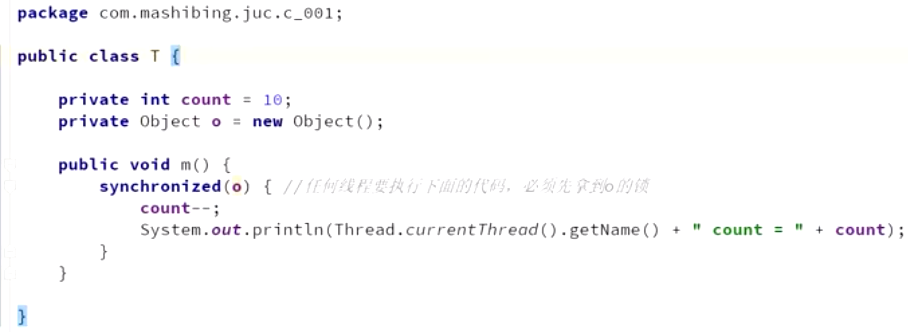 package com.mashibing.juc.c_001;
public class T {
private int count = 10;
private Object o = new Object();
public void m() {
synchronized(o) { //任何线程要执行下面的代码，必须先拿到o的锁
count--;
System.out.println(Thread.currentThread().getName() + " count = " + count);
}
}
}